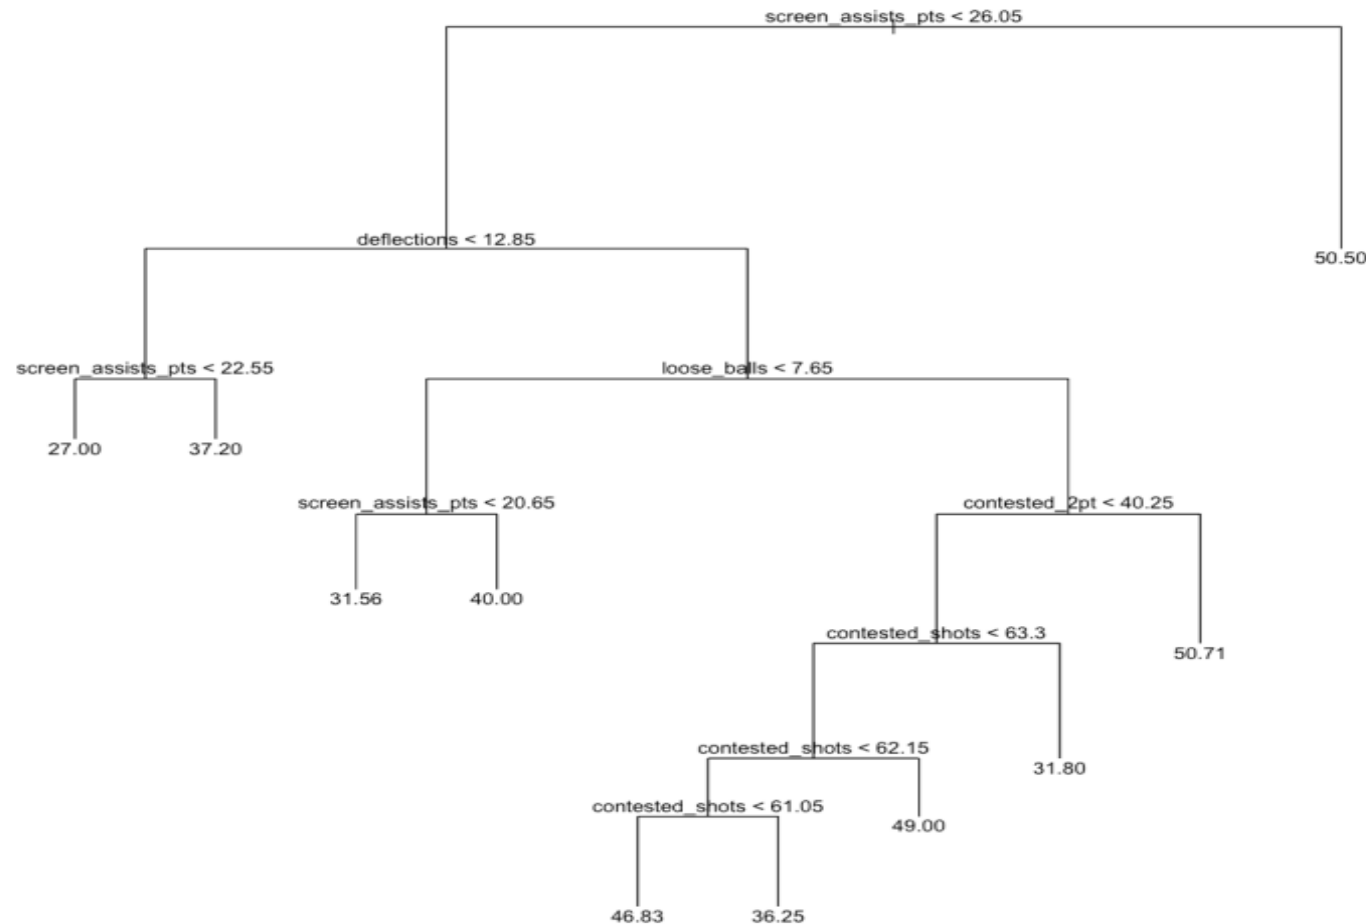 screen_assists_pts < 26.05
deflections < 12.85
50.50
screen_assists_pts < 22.55
loose_balls < 7.65
27.00
37.20
screen_assists_pts < 20.65
contested_2pt < 40.25
31.56
40.00
contested_shots < 63.3
50.71
contested_shots < 62.15
31.80
contested_shots < 61.05
49.00
46.83
36.25